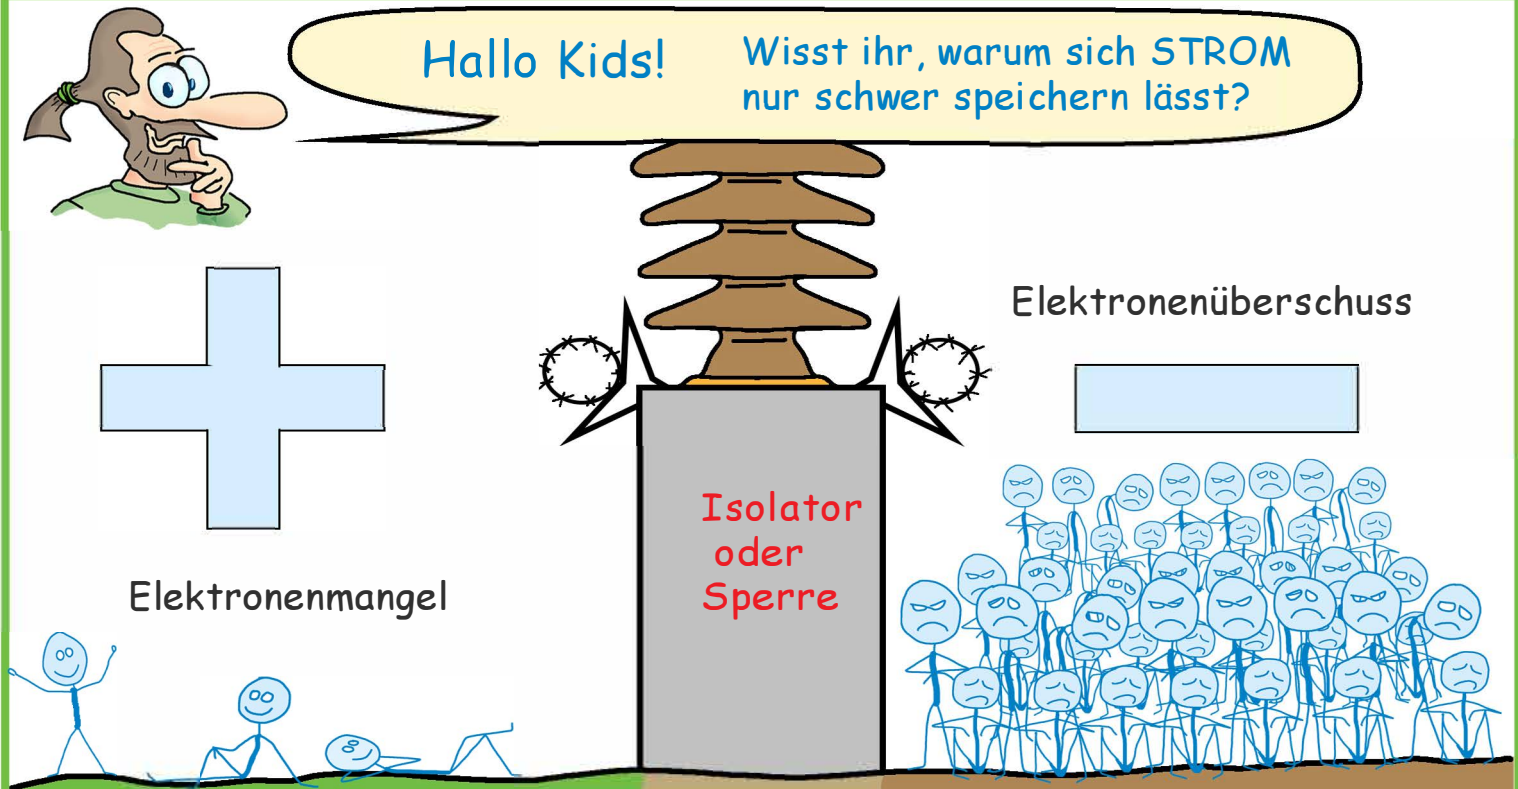 Hallo Kids!
Wisst ihr, warum sich STROM
nur schwer speichern lässt?
Elektronenüberschuss
Isolator
oder
Sperre
Elektronenmangel